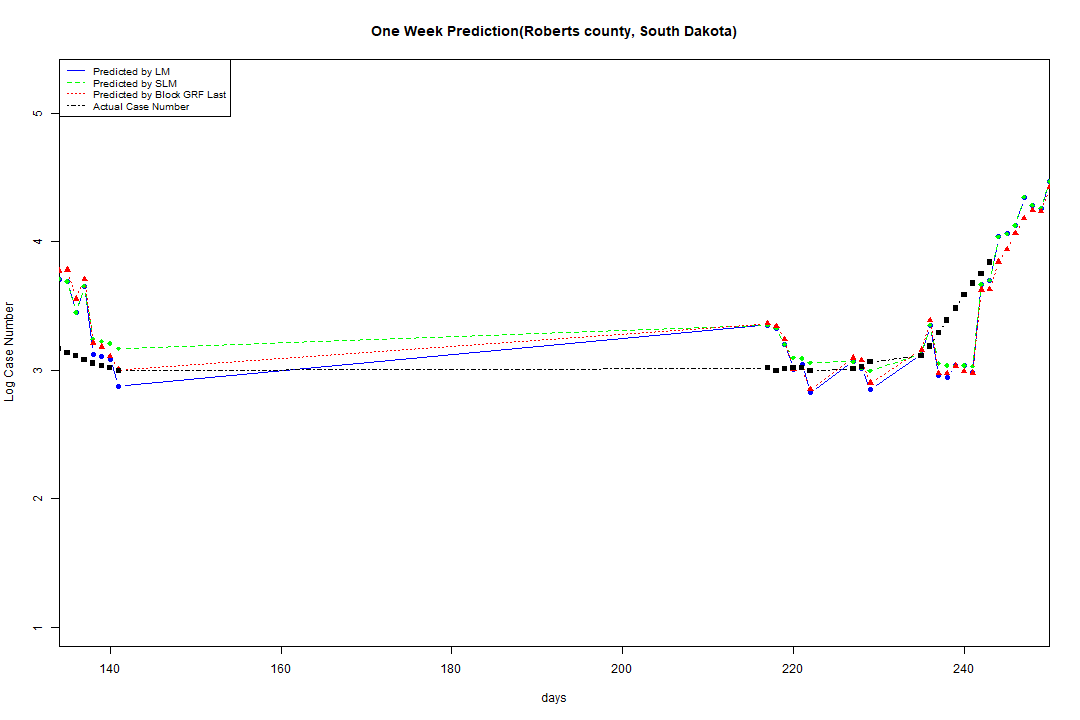 One Week Prediction(Roberts county, South Dakota)
Predicted by LM
Predicted by SLM
Predicted by Block GRF Last
Actual Case Number
5
4
3
2
1
Log Case Number
140 160 180 200 220 240
days